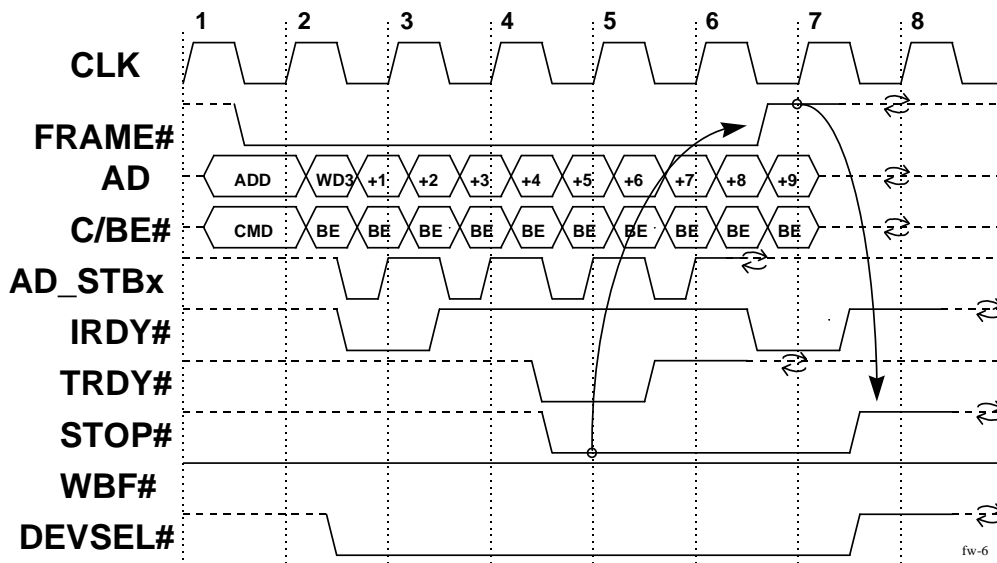 1 2 3 4 5 6 7 8
CLK
FRAME#
AD ADD WD3 +1 +2 +3 +4 +5 +6 +7 +8 +9
C/BE# CMD BE BE BE BE BE BE BE BE BE BE
AD_STBx
IRDY#
TRDY#
STOP#
WBF#
DEVSEL#
fw-6